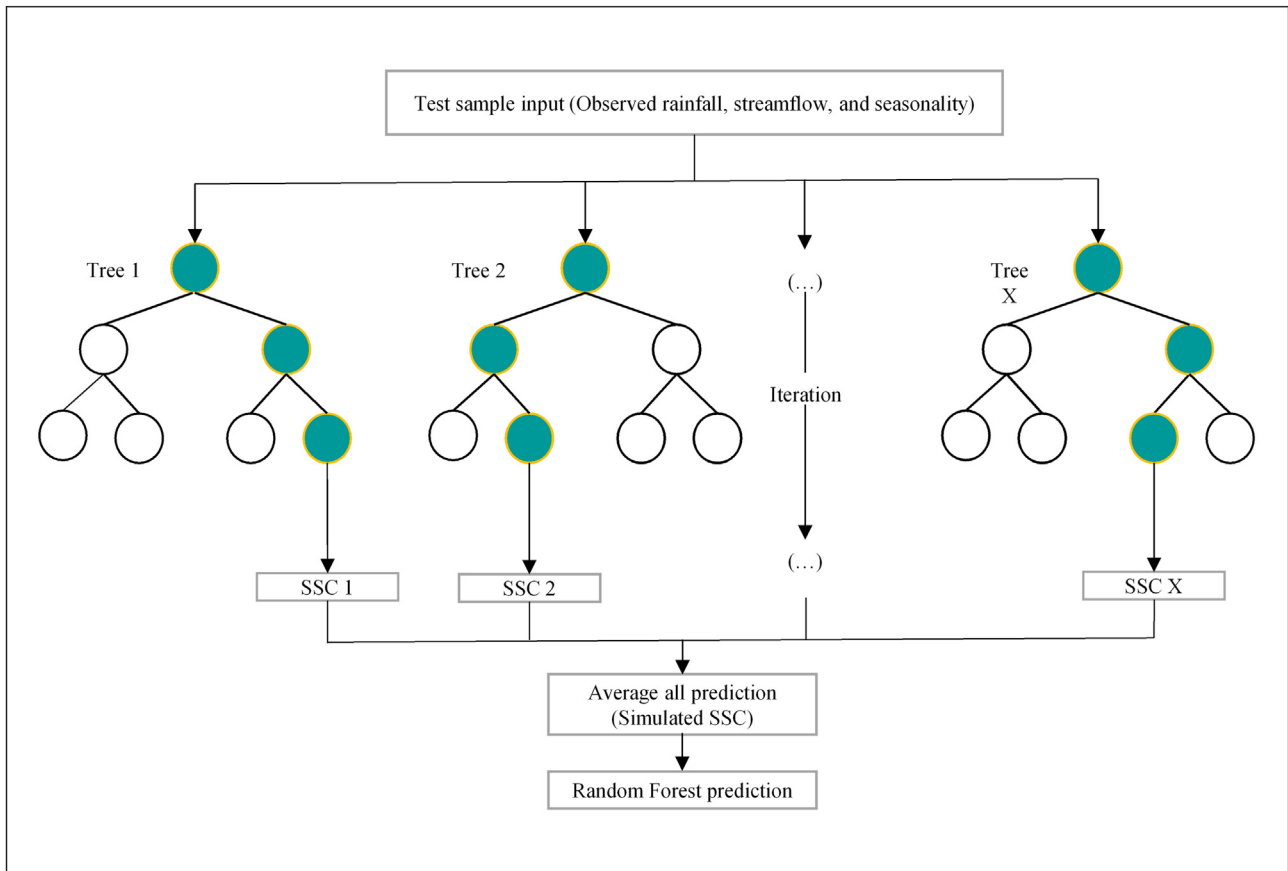 Test sample input (Observed rainfall, streamflow, and seasonality)
Tree 1
Tree 2
(...)
Tree
X
Iteration
(...)
SSC 1
SSC 2
SSC X
Average all prediction
(Simulated SSC)
Random Forest prediction